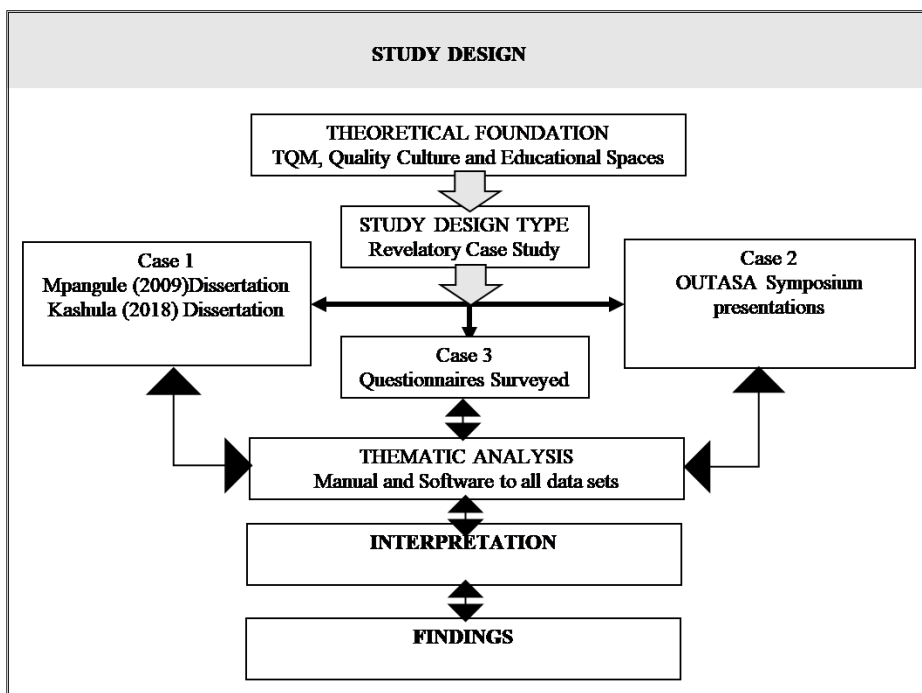 STUDY DESIGN
THEORETICAL FOUNDATION
TQM, Quality Culture and Educational Spaces
STUDY DESIGN TYPE
Revelatory Case Study
Case 1
Mpangule (2009)Dissertation
Kashula (2018) Dissertation
Case 2
OUTASA Symposium
presentations
Case 3
Questionnaires Surveyed
THEMATIC ANALYSIS
Manual and Software to all data sets
INTERPRETATION
FINDINGS